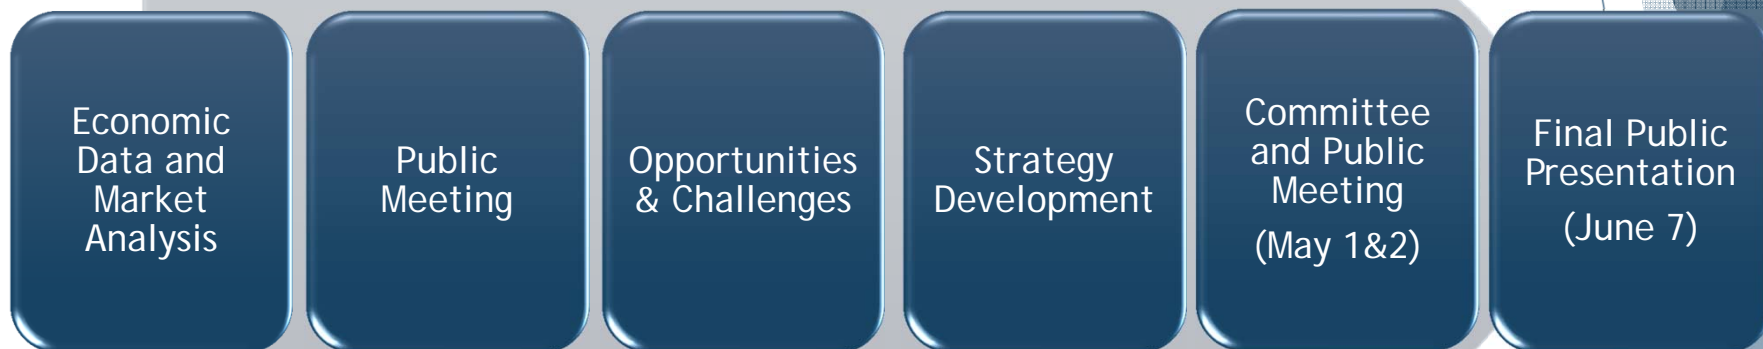 Economic
Data and
Market
Analysis
Public
Meeting
Opportunities
& Challenges
Strategy
Development
Committee
and Public
Meeting
(May 1&2)
Final Public
Presentation
(June 7)